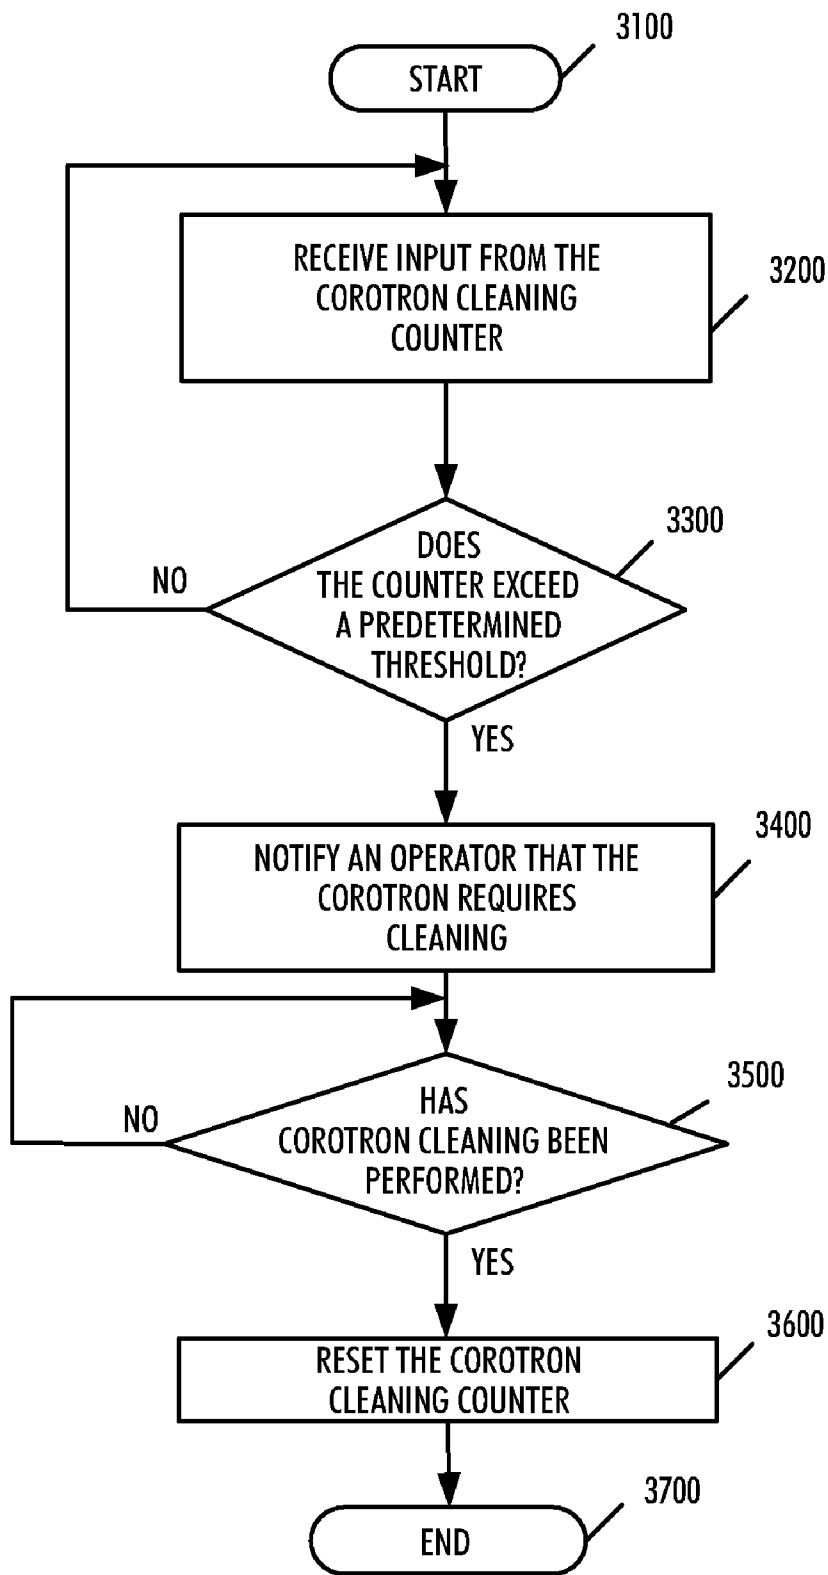 3100
START
RECEIVE INPUT FROM THE
COROTRON CLEANING
COUNTER
3200
3300
DOES
THE COUNTER EXCEED
A PREDETERMINED
THRESHOLD?
NO
YES
3400
NOTIFY AN OPERATOR THAT THE
COROTRON REQUIRES
CLEANING
3500
HAS
COROTRON CLEANING BEEN
PERFORMED?
NO
YES
3600
RESET THE COROTRON
CLEANING COUNTER
3700
END